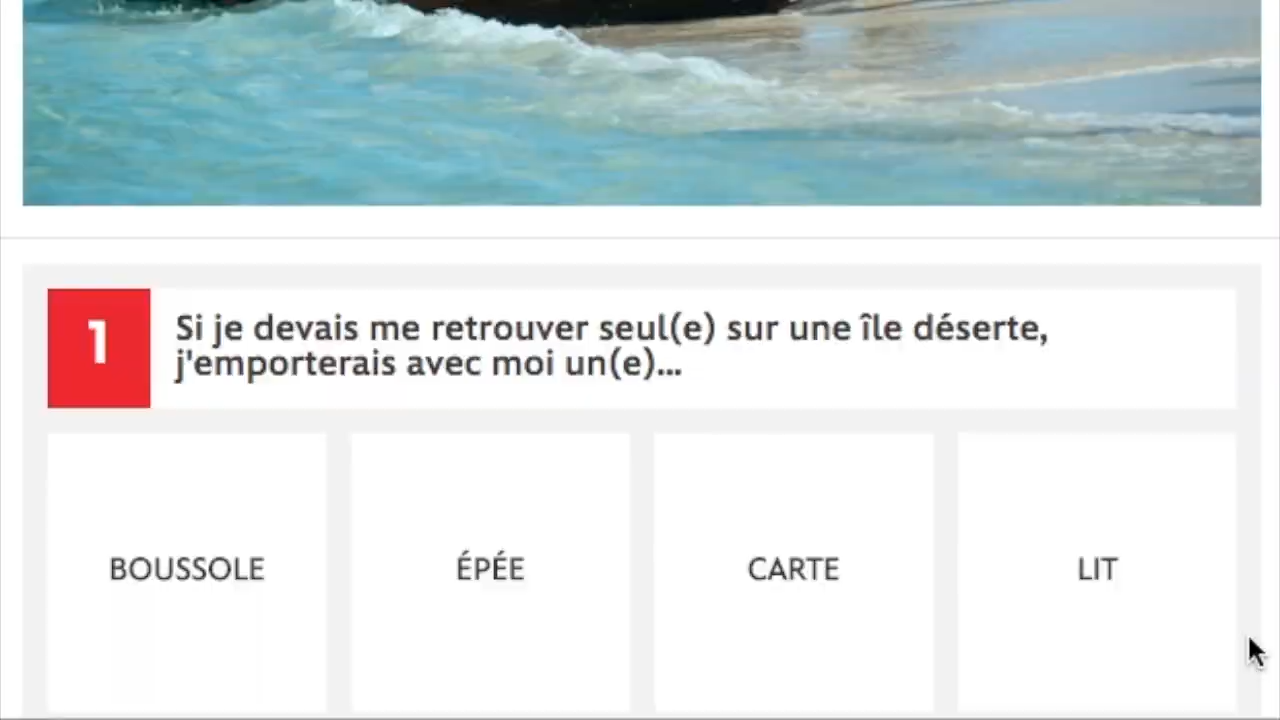 1
Si je devais me retrouver seul(e) sur une île déserte,
j'emporterais avec moi un(e)...
BOUSSOLE
ÉPÉE
CARTE
LIT